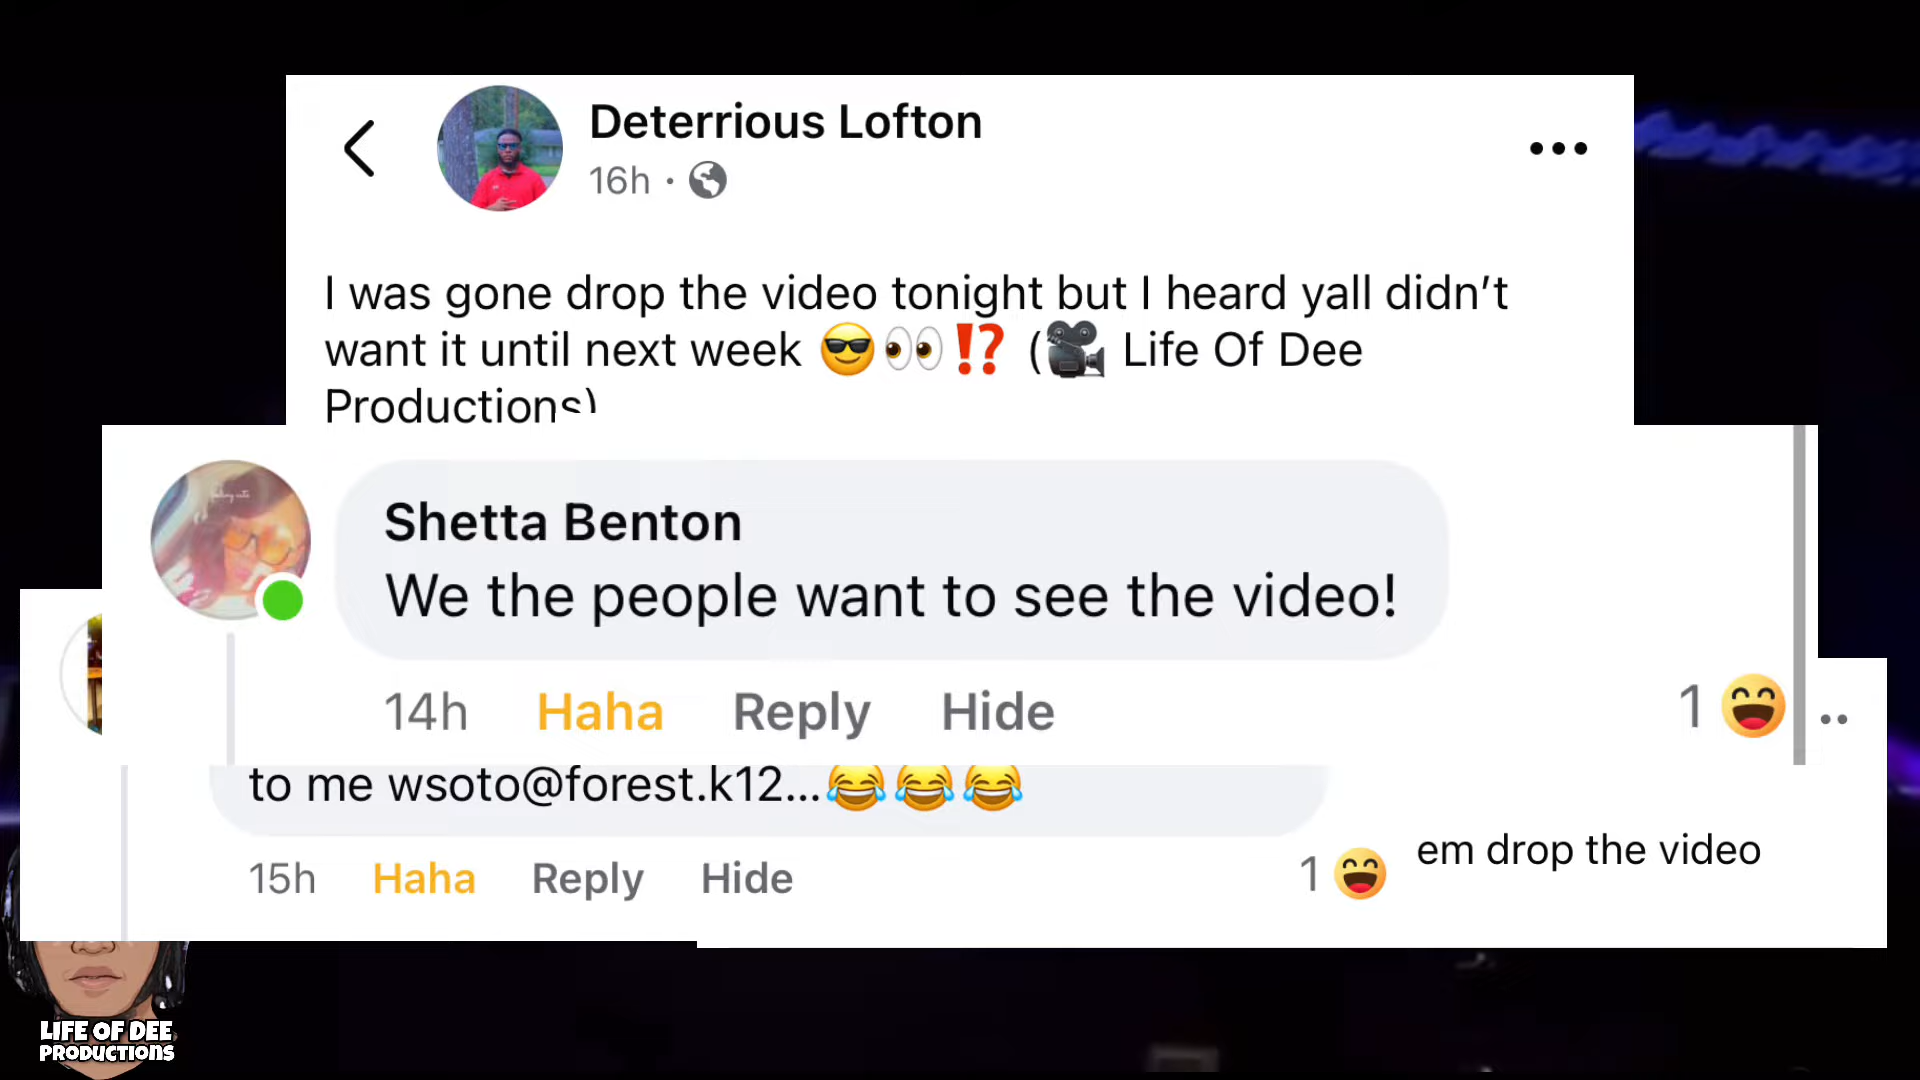 Deterrious Lofton
16h ·
I was gone drop the video tonight but I heard yall didn’t
want it until next week 😎👀⁉️ (🎥 Life Of Dee
Productions)
Shetta Benton
We the people want to see the video!
14h Haha Reply Hide 1
to me wsoto@forest.k12...😂😂😂
em drop the video
15h Haha Reply Hide 1
LIFE OF DEE
PRODUCTIONS